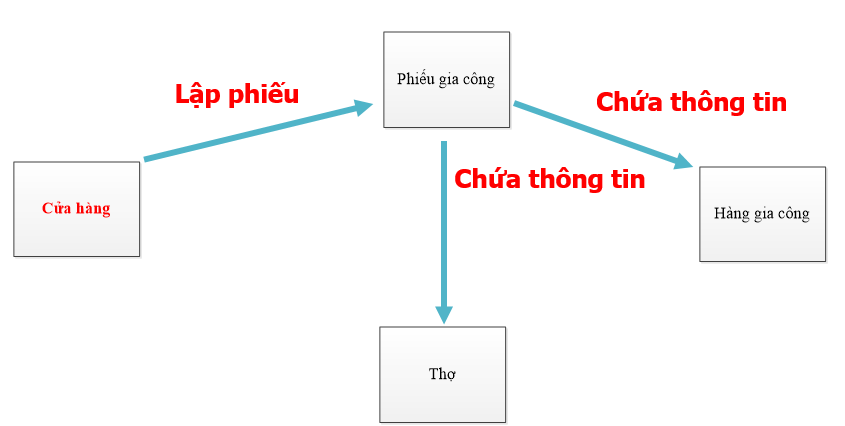 Phiếu gia công
Lập phiếu
Chứa thông tin
Chứa thông tin
Cửa hàng
Hàng gia công
Thợ